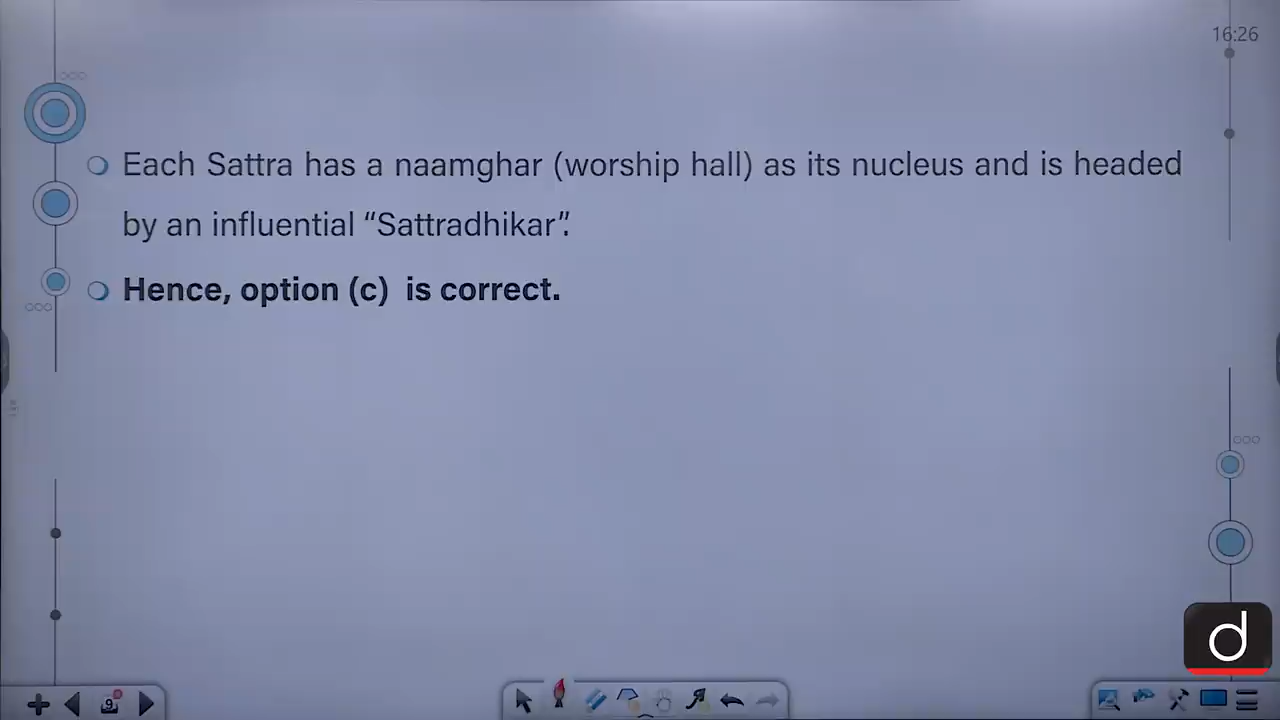 16:26
Each Sattra has a naamghar (worship hall) as its nucleus and is headed
by an influential “Sattradhikar”.
Hence, option (c) is correct.
d
9